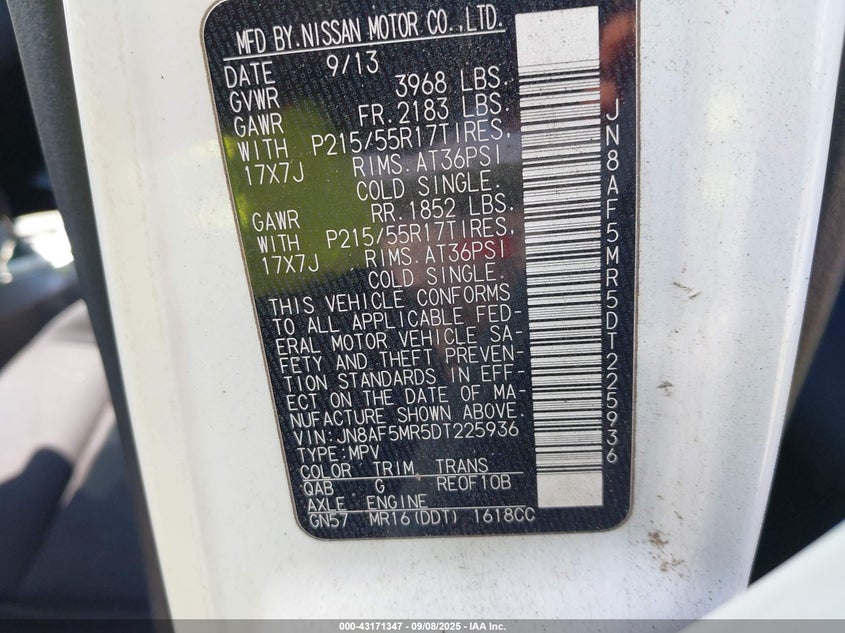 MFD BY.NISSAN MOTOR CO.,LTD.
DATE 9/13
GVWR 3968 LBS.
GAWR FR.2183 LBS.
WITH P215/55R17TIRES,
17X7J RIMS.AT36PSI
COLD SINGLE.
GAWR RR.1852 LBS.
WITH P215/55R17TIRES,
17X7J RIMS.AT36PSI
COLD SINGLE.
THIS VEHICLE CONFORMS
TO ALL APPLICABLE FED-
ERAL MOTOR VEHICLE SA-
FETY AND THEFT PREVEN-
TION STANDARDS IN EFF-
ECT ON THE DATE OF MA-
NUFACTURE SHOWN ABOVE.
VIN:JN8AF5MR5DT225936
TYPE:MPV
COLOR TRIM TRANS
QAB G REOF10B
AXLE ENGINE
GN57 MR16(DDT) 1618CC
JN8AF5MR5DT225936
000-43171347 - 09/08/2025 - IAA Inc.